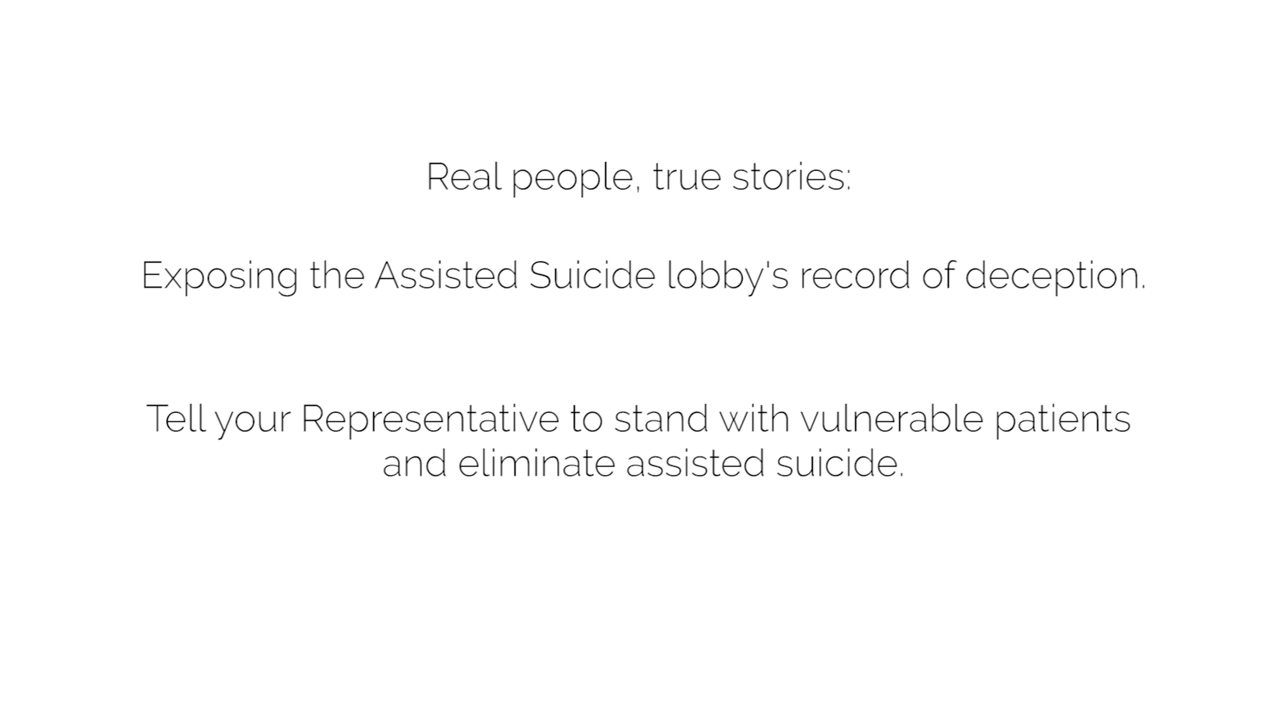 Real people, true stories:
Exposing the Assisted Suicide lobby's record of deception.
Tell your Representative to stand with vulnerable patients
and eliminate assisted suicide.